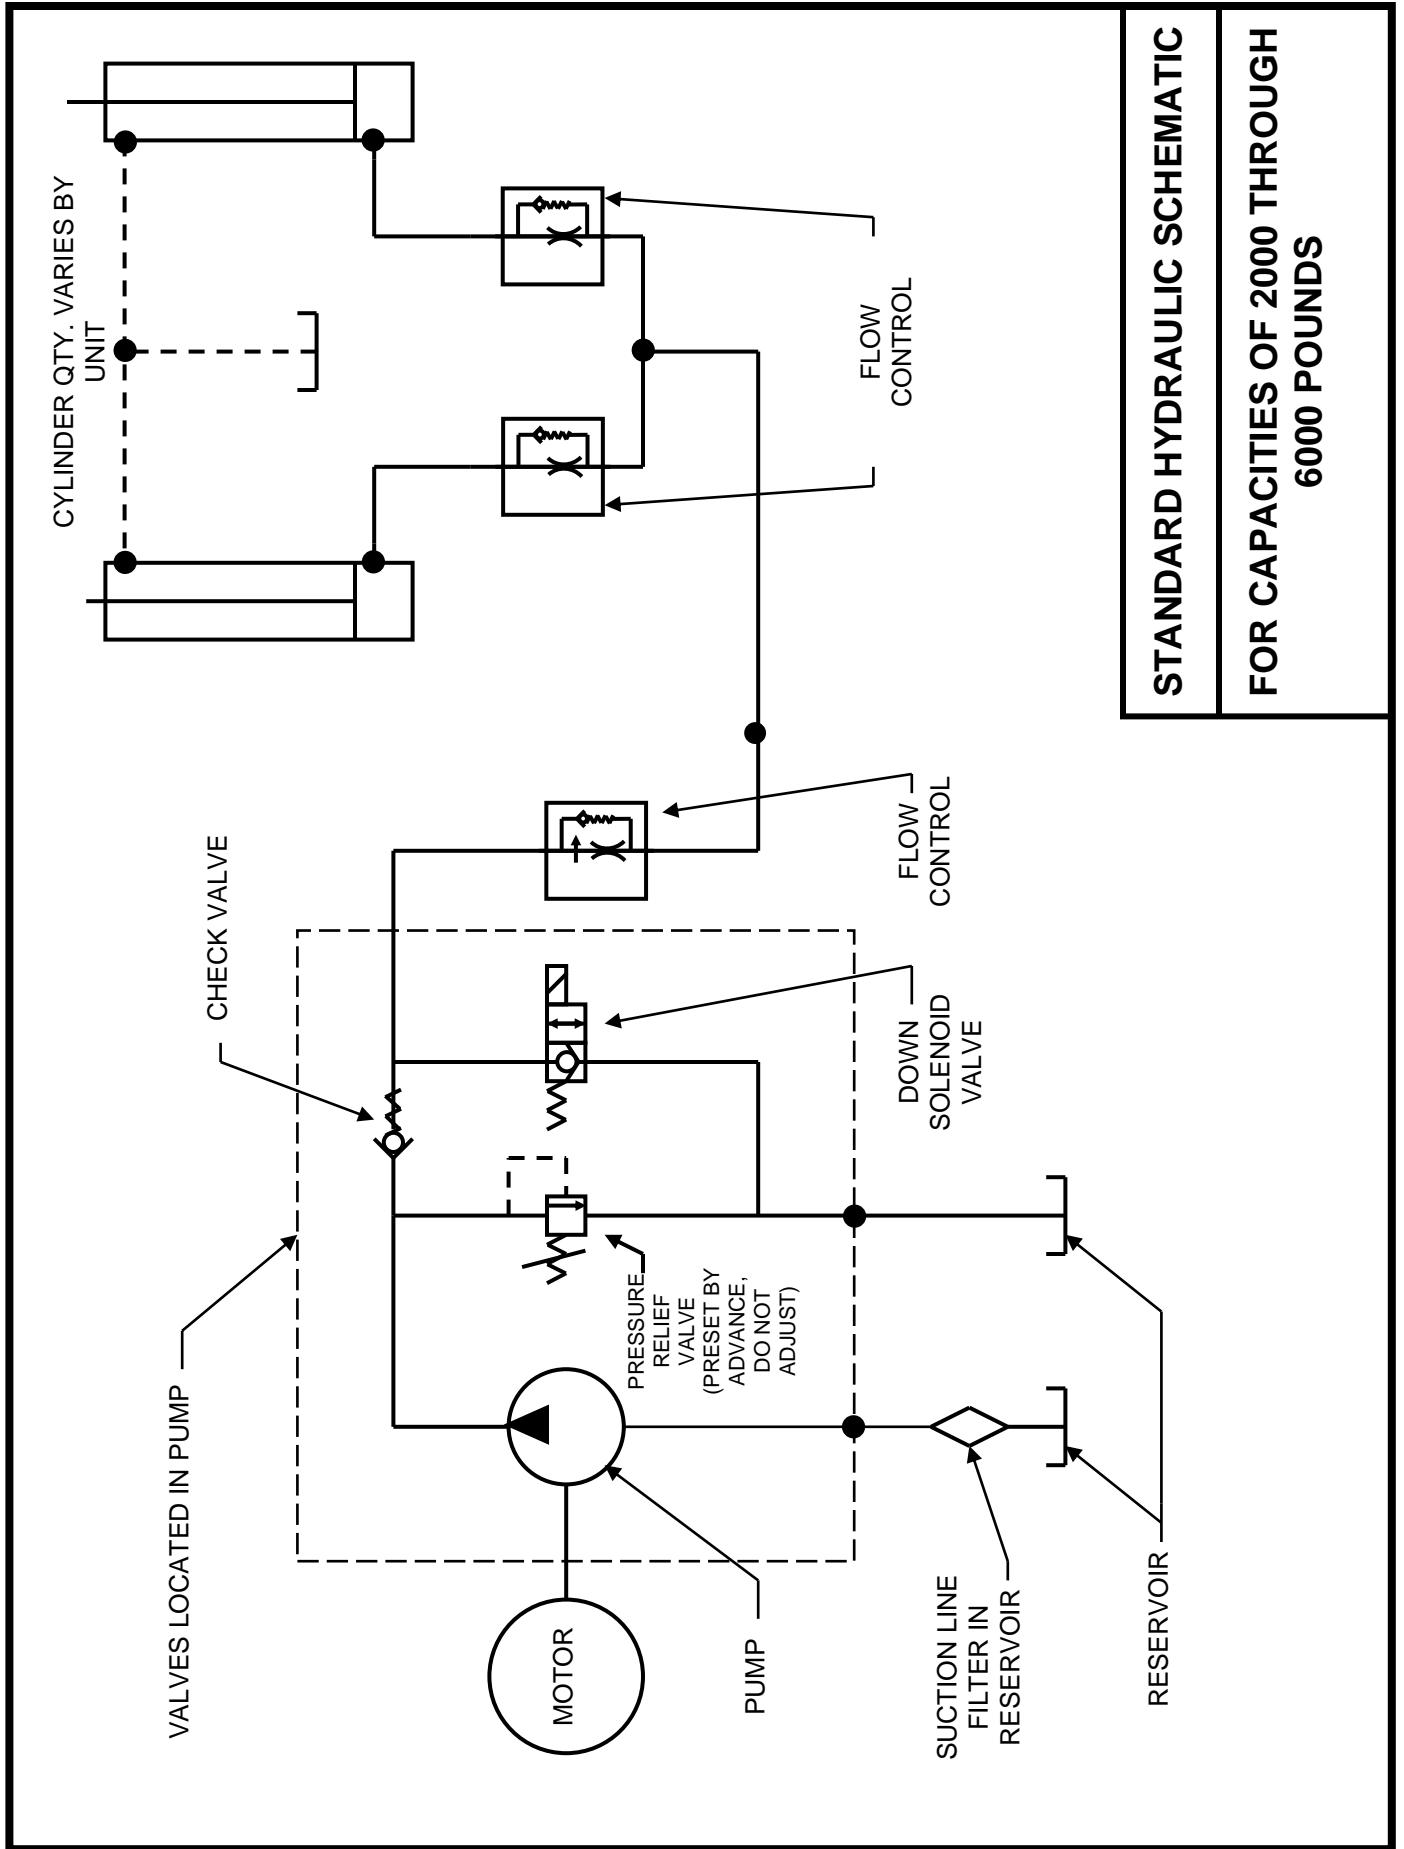 VALVES LOCATED IN PUMP
CHECK VALVE
CYLINDER QTY. VARIES BY
UNIT
MOTOR
PRESSURE
RELIEF
VALVE
(PRESET BY
ADVANCE,
DO NOT
ADJUST)
PUMP
DOWN
SOLENOID
VALVE
FLOW
CONTROL
FLOW
CONTROL
SUCTION LINE
FILTER IN
RESERVOIR
RESERVOIR
STANDARD HYDRAULIC SCHEMATIC
FOR CAPACITIES OF 2000 THROUGH
6000 POUNDS